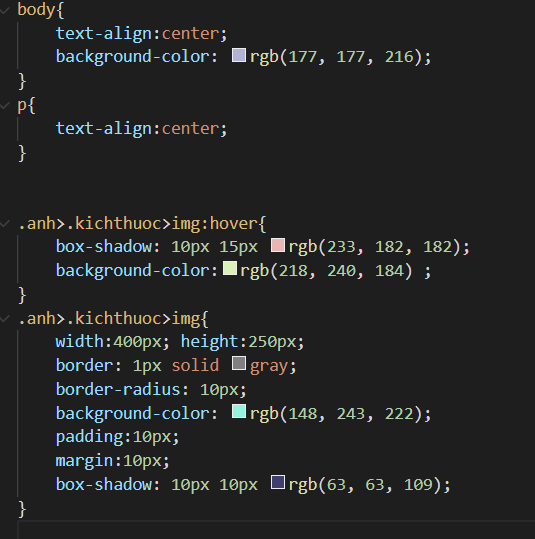 body{
    text-align:center;
    background-color: rgb(177, 177, 216);
}
p{
    text-align:center;
}
.anh>.kichthuoc>img:hover{
    box-shadow: 10px 15px rgb(233, 182, 182);
    background-color:rgb(218, 240, 184) ;
}
.anh>.kichthuoc>img{
    width:400px; height:250px;
    border: 1px solid gray;
    border-radius: 10px;
    background-color: rgb(148, 243, 222);
    padding:10px;
    margin:10px;
    box-shadow: 10px 10px rgb(63, 63, 109);
}